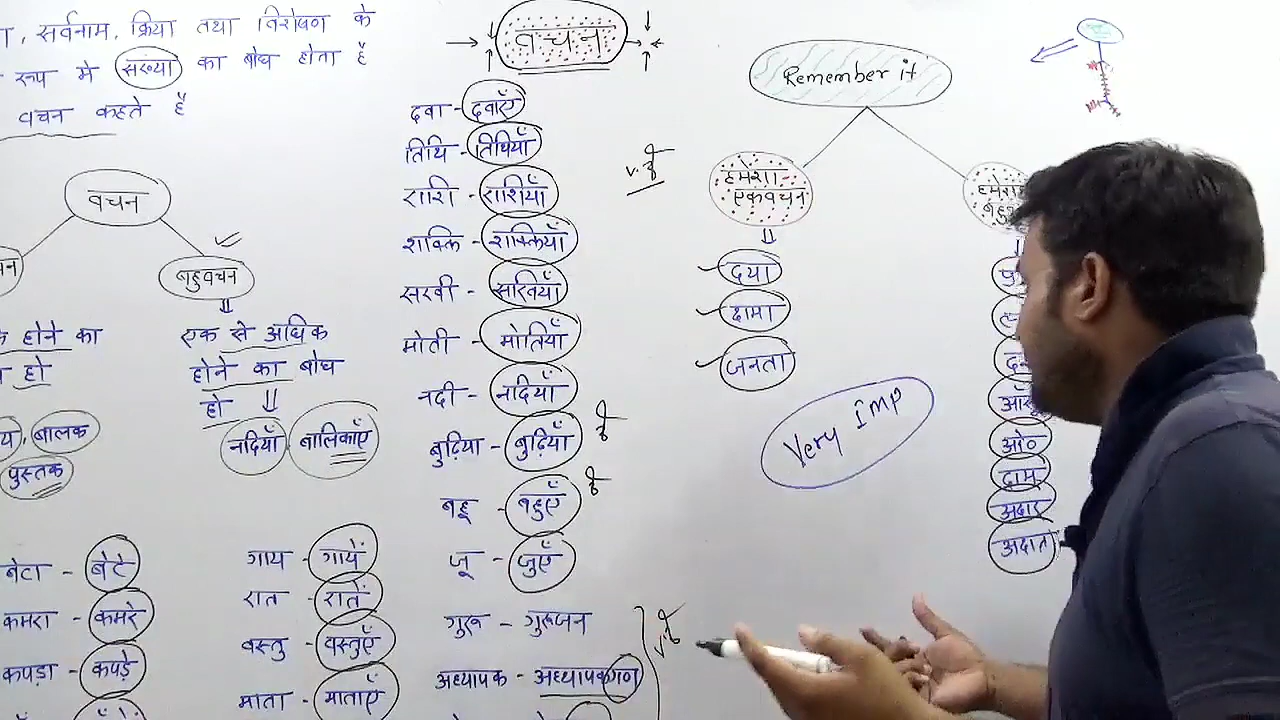 , सर्वनाम, क्रिया तथा विशेषण के
रूप मे संख्या का बोध होता है
वचन कहते है
वचन
बहुवचन
होने का
हो
बालक
पुस्तक
एक से अधिक
होने का बोध
हो
नदियाँ, बालिकाएँ
बेटा - बेटे
कमरा - कमरे
कपड़ा - कपड़े
गाय - गायें
रात - रातें
वस्तु - वस्तुएँ
माता - माताएँ
वचन
दवा - दवाएँ
तिथि - तिथियाँ
राशि - राशियाँ
शक्ति - शक्तियाँ
सखी - सखियाँ
मोती - मोतियाँ
नदी - नदियाँ
बुढ़िया - बुढ़ियाँ
बहू - बहुएँ
जू - जुएँ
गुरू - गुरूजन
अध्यापक - अध्यापकगण
Remember it
हमेशा
एकवचन
दया
क्षमा
जनता
Very imp
हमेशा
दाम